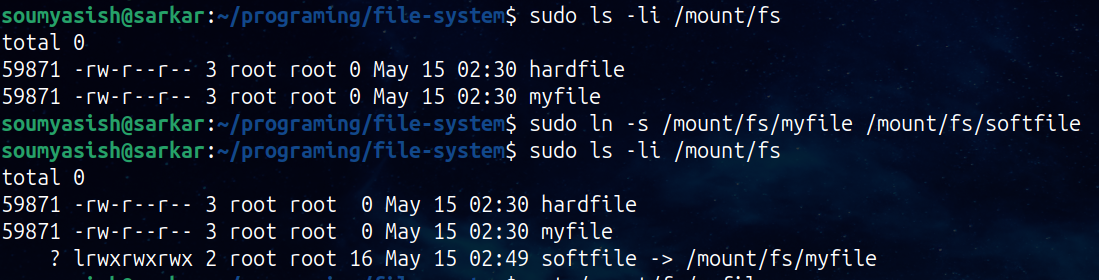 soumyasish@sarkar:~/programing/file-system$ sudo ls -li /mount/fs
total 0
59871 -rw-r--r-- 3 root root 0 May 15 02:30 hardfile
59871 -rw-r--r-- 3 root root 0 May 15 02:30 myfile
soumyasish@sarkar:~/programing/file-system$ sudo ln -s /mount/fs/myfile /mount/fs/softfile
soumyasish@sarkar:~/programing/file-system$ sudo ls -li /mount/fs
total 0
59871 -rw-r--r-- 3 root root  0 May 15 02:30 hardfile
59871 -rw-r--r-- 3 root root  0 May 15 02:30 myfile
    ? lrwxrwxrwx 2 root root 16 May 15 02:49 softfile -> /mount/fs/myfile